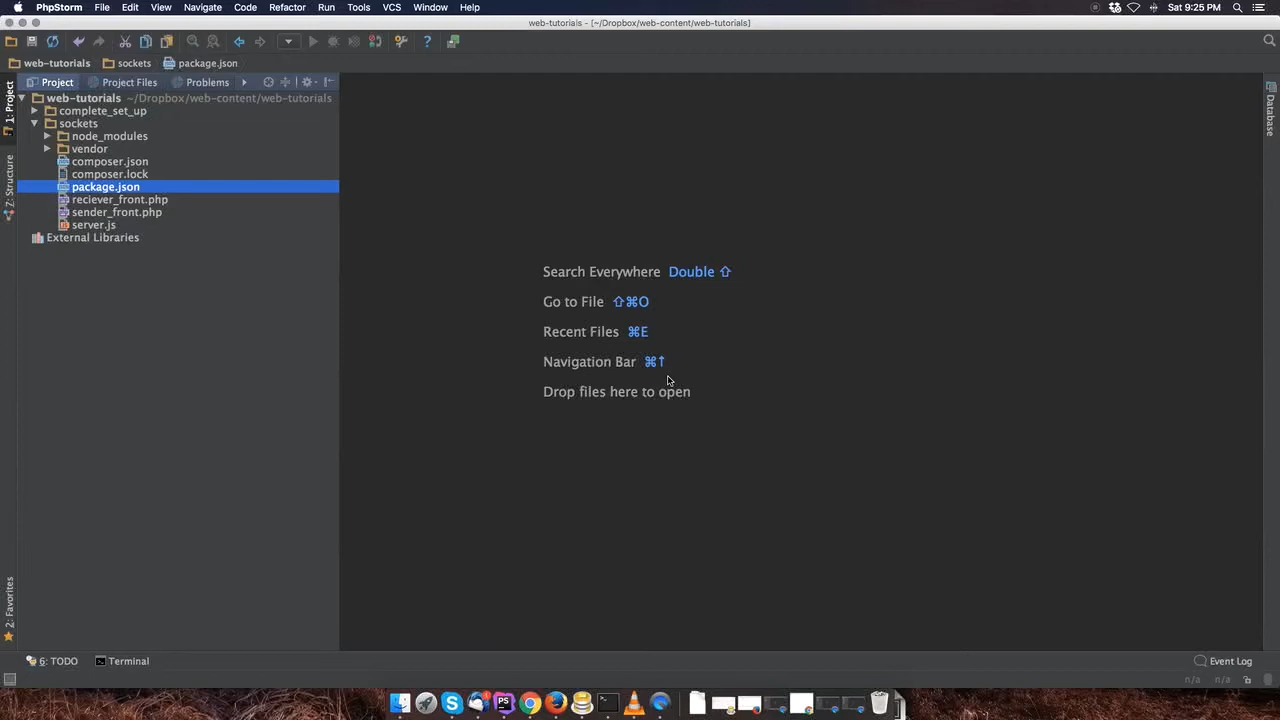 PhpStorm File Edit View Navigate Code Refactor Run Tools VCS Window Help Sat 9:25 PM
web-tutorials - [~/Dropbox/web-content/web-tutorials]
web-tutorials sockets package.json
Project Project Files Problems
web-tutorials ~/Dropbox/web-content/web-tutorials
complete_set_up
sockets
node_modules
vendor
composer.json
composer.lock
package.json
reciever_front.php
sender_front.php
server.js
External Libraries
1: Project
Z: Structure
2: Favorites
Database
Search Everywhere Double ⇧
Go to File ⇧⌘O
Recent Files ⌘E
Navigation Bar ⌘↑
Drop files here to open
6: TODO Terminal Event Log
n/a n/a
PS